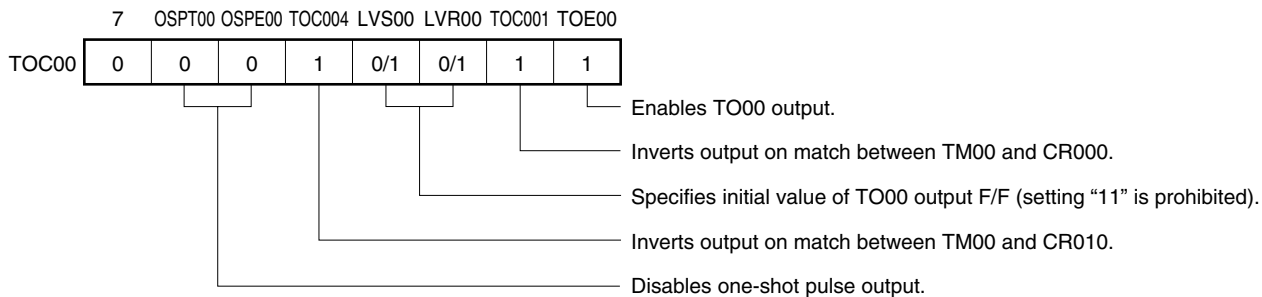 7 OSPT00 OSPE00 TOC004 LVS00 LVR00 TOC001 TOE00
TOC00 0 0 0 1 0/1 0/1 1 1
Enables TO00 output.
Inverts output on match between TM00 and CR000.
Specifies initial value of TO00 output F/F (setting “11” is prohibited).
Inverts output on match between TM00 and CR010.
Disables one-shot pulse output.